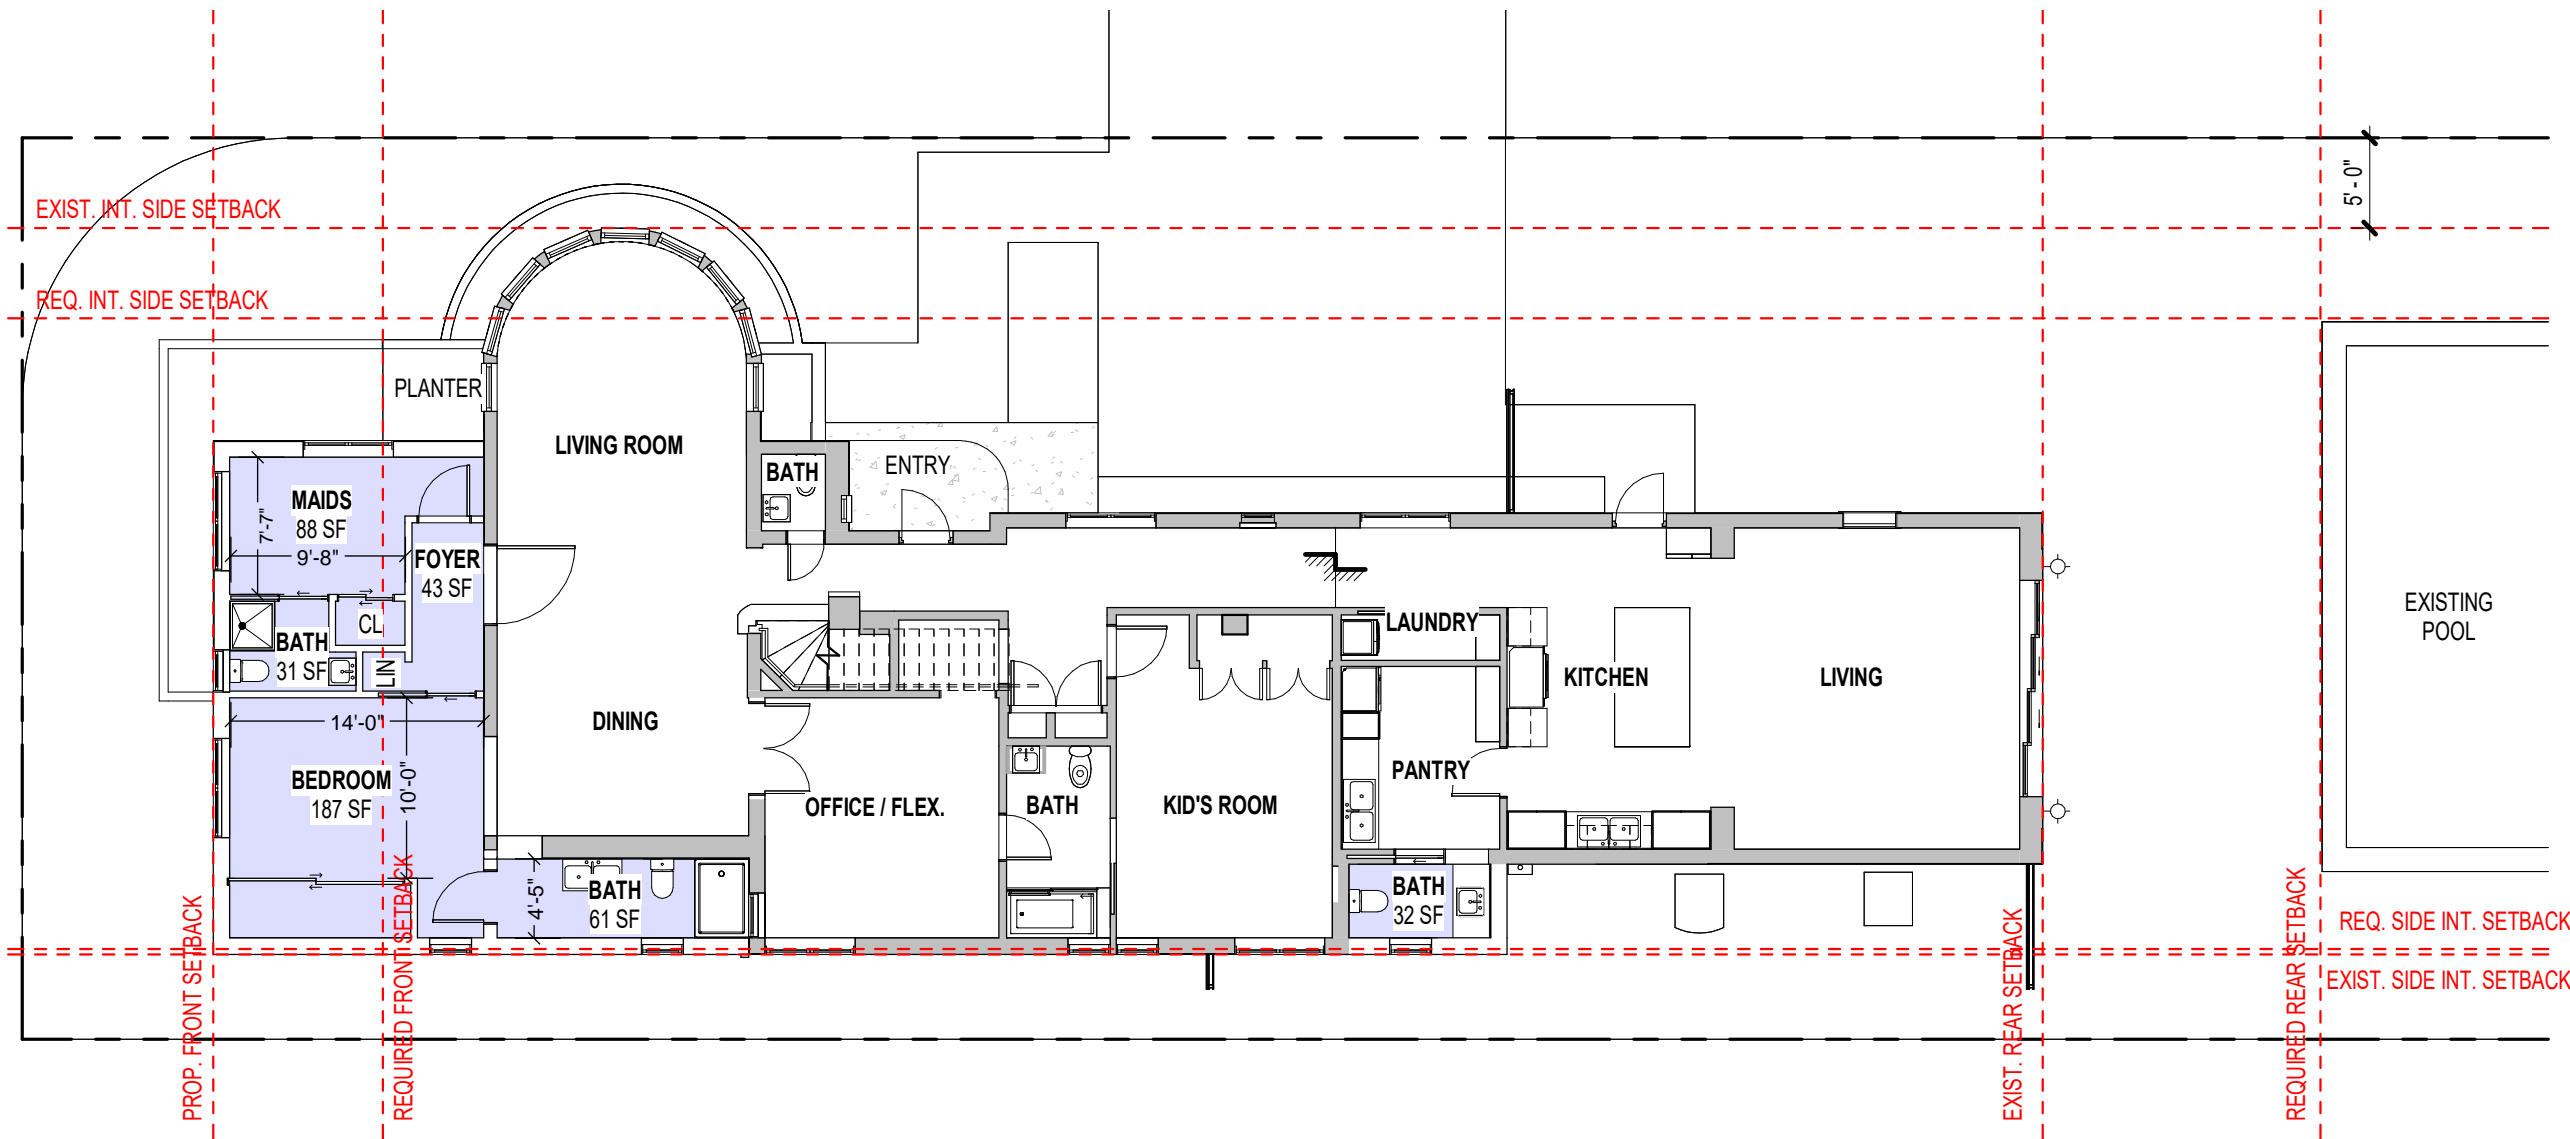 5' - 0"
EXIST. INT. SIDE SETBACK
REQ. INT. SIDE SETBACK
PLANTER
LIVING ROOM
BATH
ENTRY
MAIDS
88 SF
7'-7"
9'-8"
FOYER
43 SF
CL
BATH
31 SF
LIN
14'-0"
BEDROOM
187 SF
10'-0"
DINING
4'-5"
BATH
61 SF
OFFICE / FLEX.
BATH
KID'S ROOM
LAUNDRY
PANTRY
KITCHEN
LIVING
BATH
32 SF
EXISTING
POOL
REQ. SIDE INT. SETBACK
EXIST. SIDE INT. SETBACK
PROP. FRONT SETBACK
REQUIRED FRONT SETBACK
EXIST. REAR SETBACK
REQUIRED REAR SETBACK